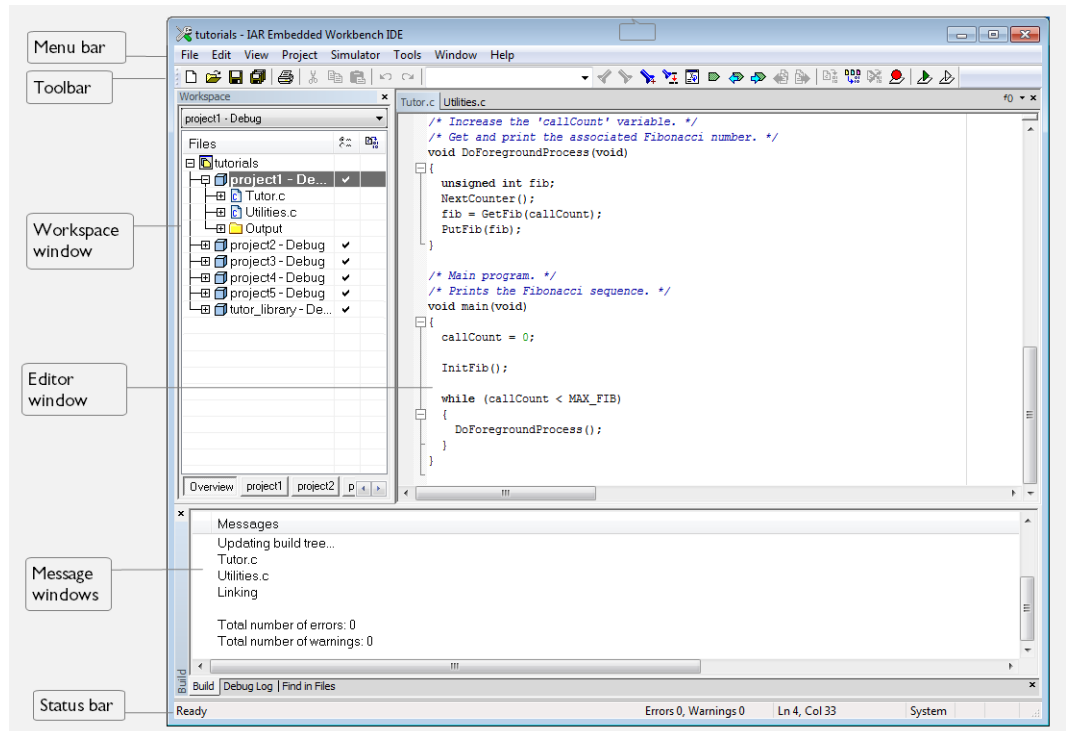 Menu bar
Toolbar
Workspace
window
Editor
window
Message
windows
Status bar
tutorials - IAR Embedded Workbench IDE
File Edit View Project Simulator Tools Window Help
Workspace
project1 - Debug
Files
tutorials
project1 - De...
Tutor.c
Utilities.c
Output
project2 - Debug
project3 - Debug
project4 - Debug
project5 - Debug
tutor_library - De...
Overview project1 project2 p
Tutor.c Utilities.c f()
/* Increase the 'callCount' variable. */
/* Get and print the associated Fibonacci number. */
void DoForegroundProcess(void)
{
unsigned int fib;
NextCounter();
fib = GetFib(callCount);
PutFib(fib);
}
/* Main program. */
/* Prints the Fibonacci sequence. */
void main(void)
{
callCount = 0;
InitFib();
while (callCount < MAX_FIB)
{
DoForegroundProcess();
}
}
Messages
Updating build tree...
Tutor.c
Utilities.c
Linking
Total number of errors: 0
Total number of warnings: 0
Build
Build Debug Log Find in Files
Ready Errors 0, Warnings 0 Ln 4, Col 33 System